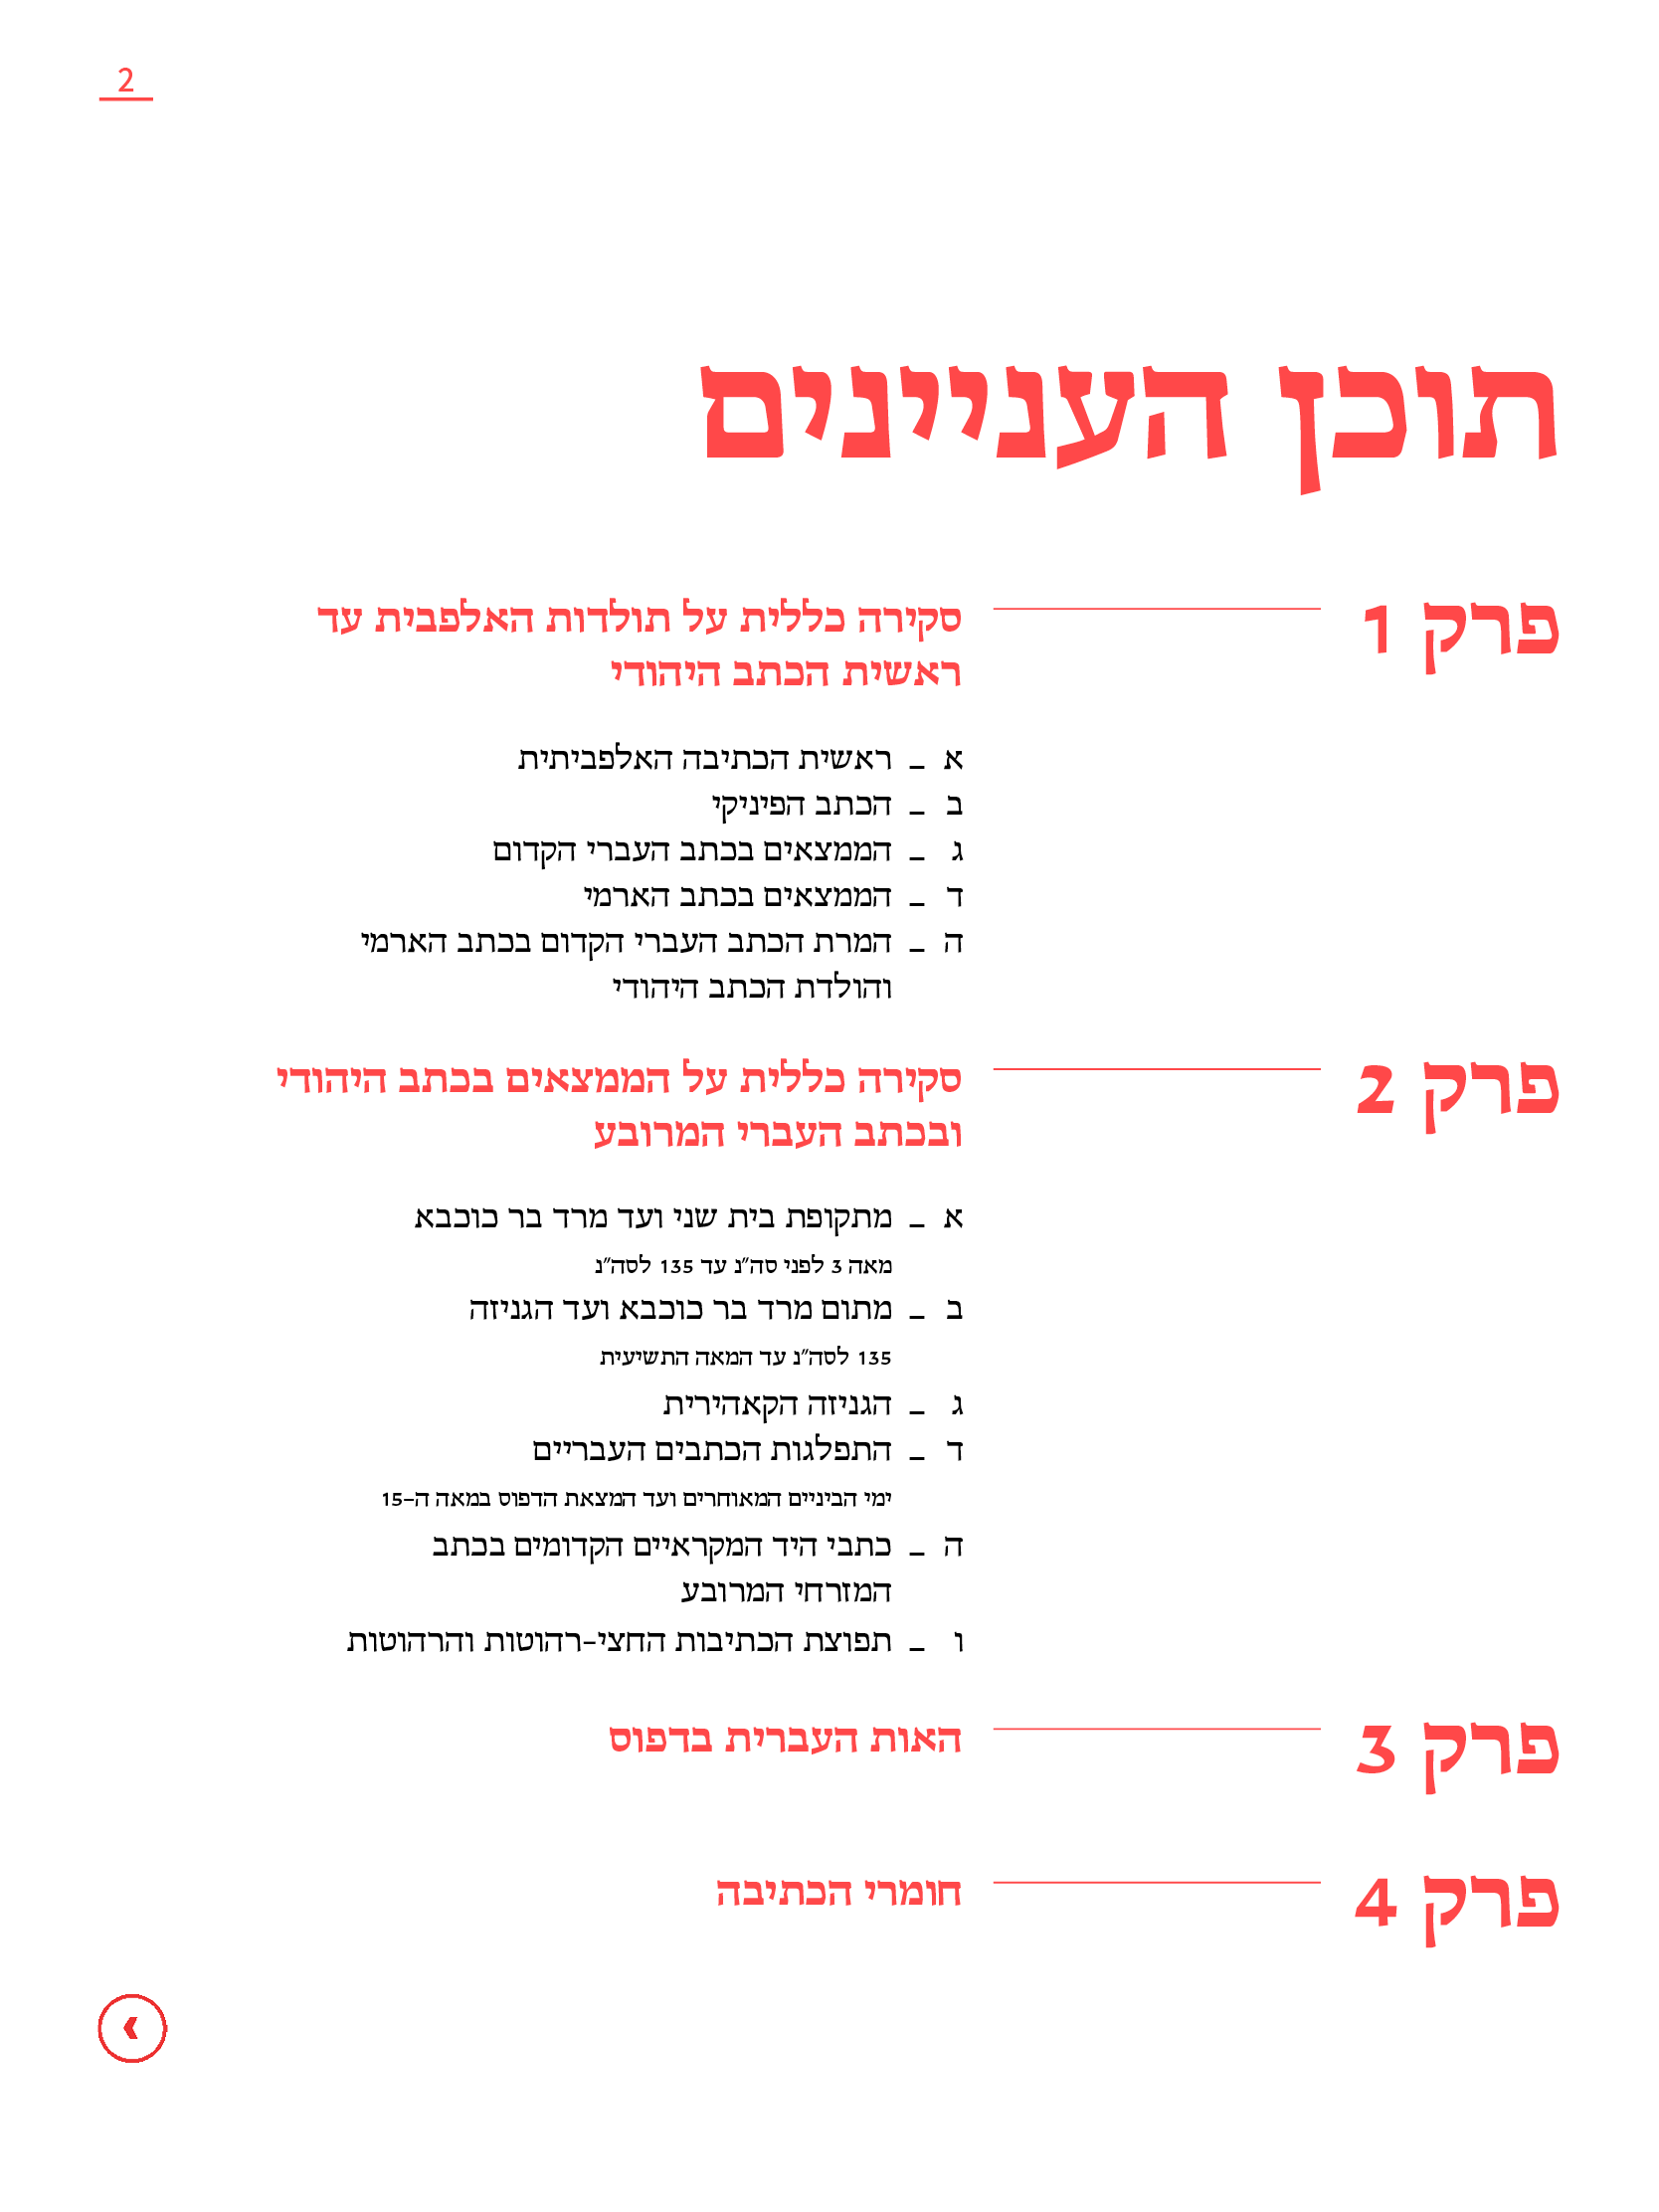 2
תוכן העניינים
פרק 1
סקירה כללית על תולדות האלפבית עד
ראשית הכתב היהודי
א – ראשית הכתיבה האלפביתית
ב – הכתב הפיניקי
ג – הממצאים בכתב העברי הקדום
ד – הממצאים בכתב הארמי
ה – המרת הכתב העברי הקדום בכתב הארמי
והולדת הכתב היהודי
פרק 2
סקירה כללית על הממצאים בכתב היהודי
ובכתב העברי המרובע
א – מתקופת בית שני ועד מרד בר כוכבא
מאה 3 לפני סה״נ עד 135 לסה״נ
ב – מתום מרד בר כוכבא ועד הגניזה
135 לסה״נ עד המאה התשיעית
ג – הגניזה הקאהירית
ד – התפלגות הכתבים העבריים
ימי הביניים המאוחרים ועד המצאת הדפוס במאה ה–15
ה – כתבי היד המקראיים הקדומים בכתב
המזרחי המרובע
ו – תפוצת הכתיבות החצי–רהוטות והרהוטות
פרק 3
האות העברית בדפוס
פרק 4
חומרי הכתיבה